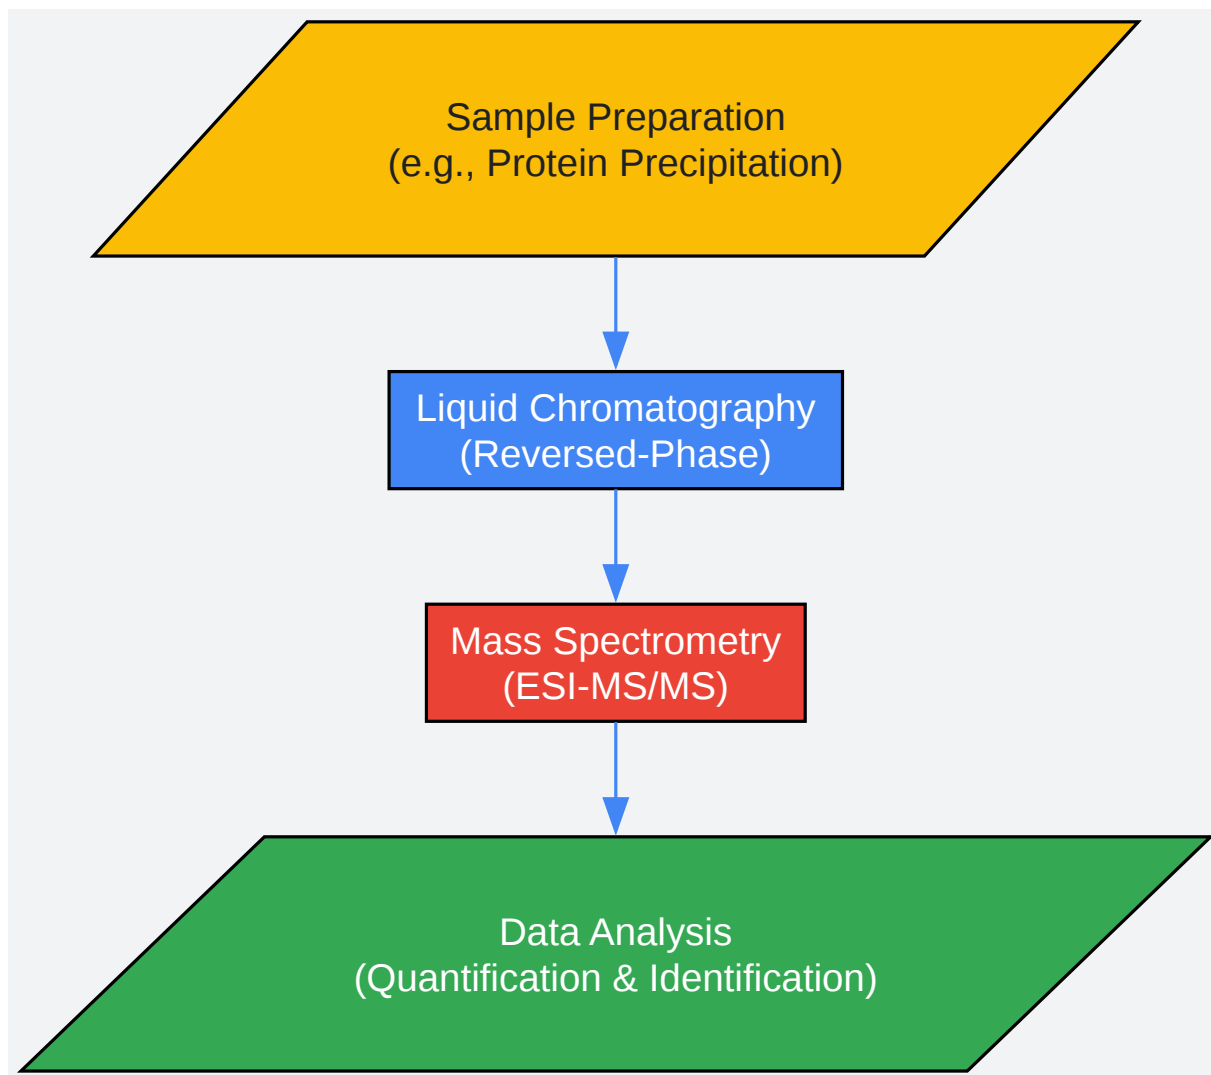 Sample Preparation
(e.g., Protein Precipitation)
Liquid Chromatography
(Reversed-Phase)
Mass Spectrometry
(ESI-MS/MS)
Data Analysis
(Quantification & Identification)